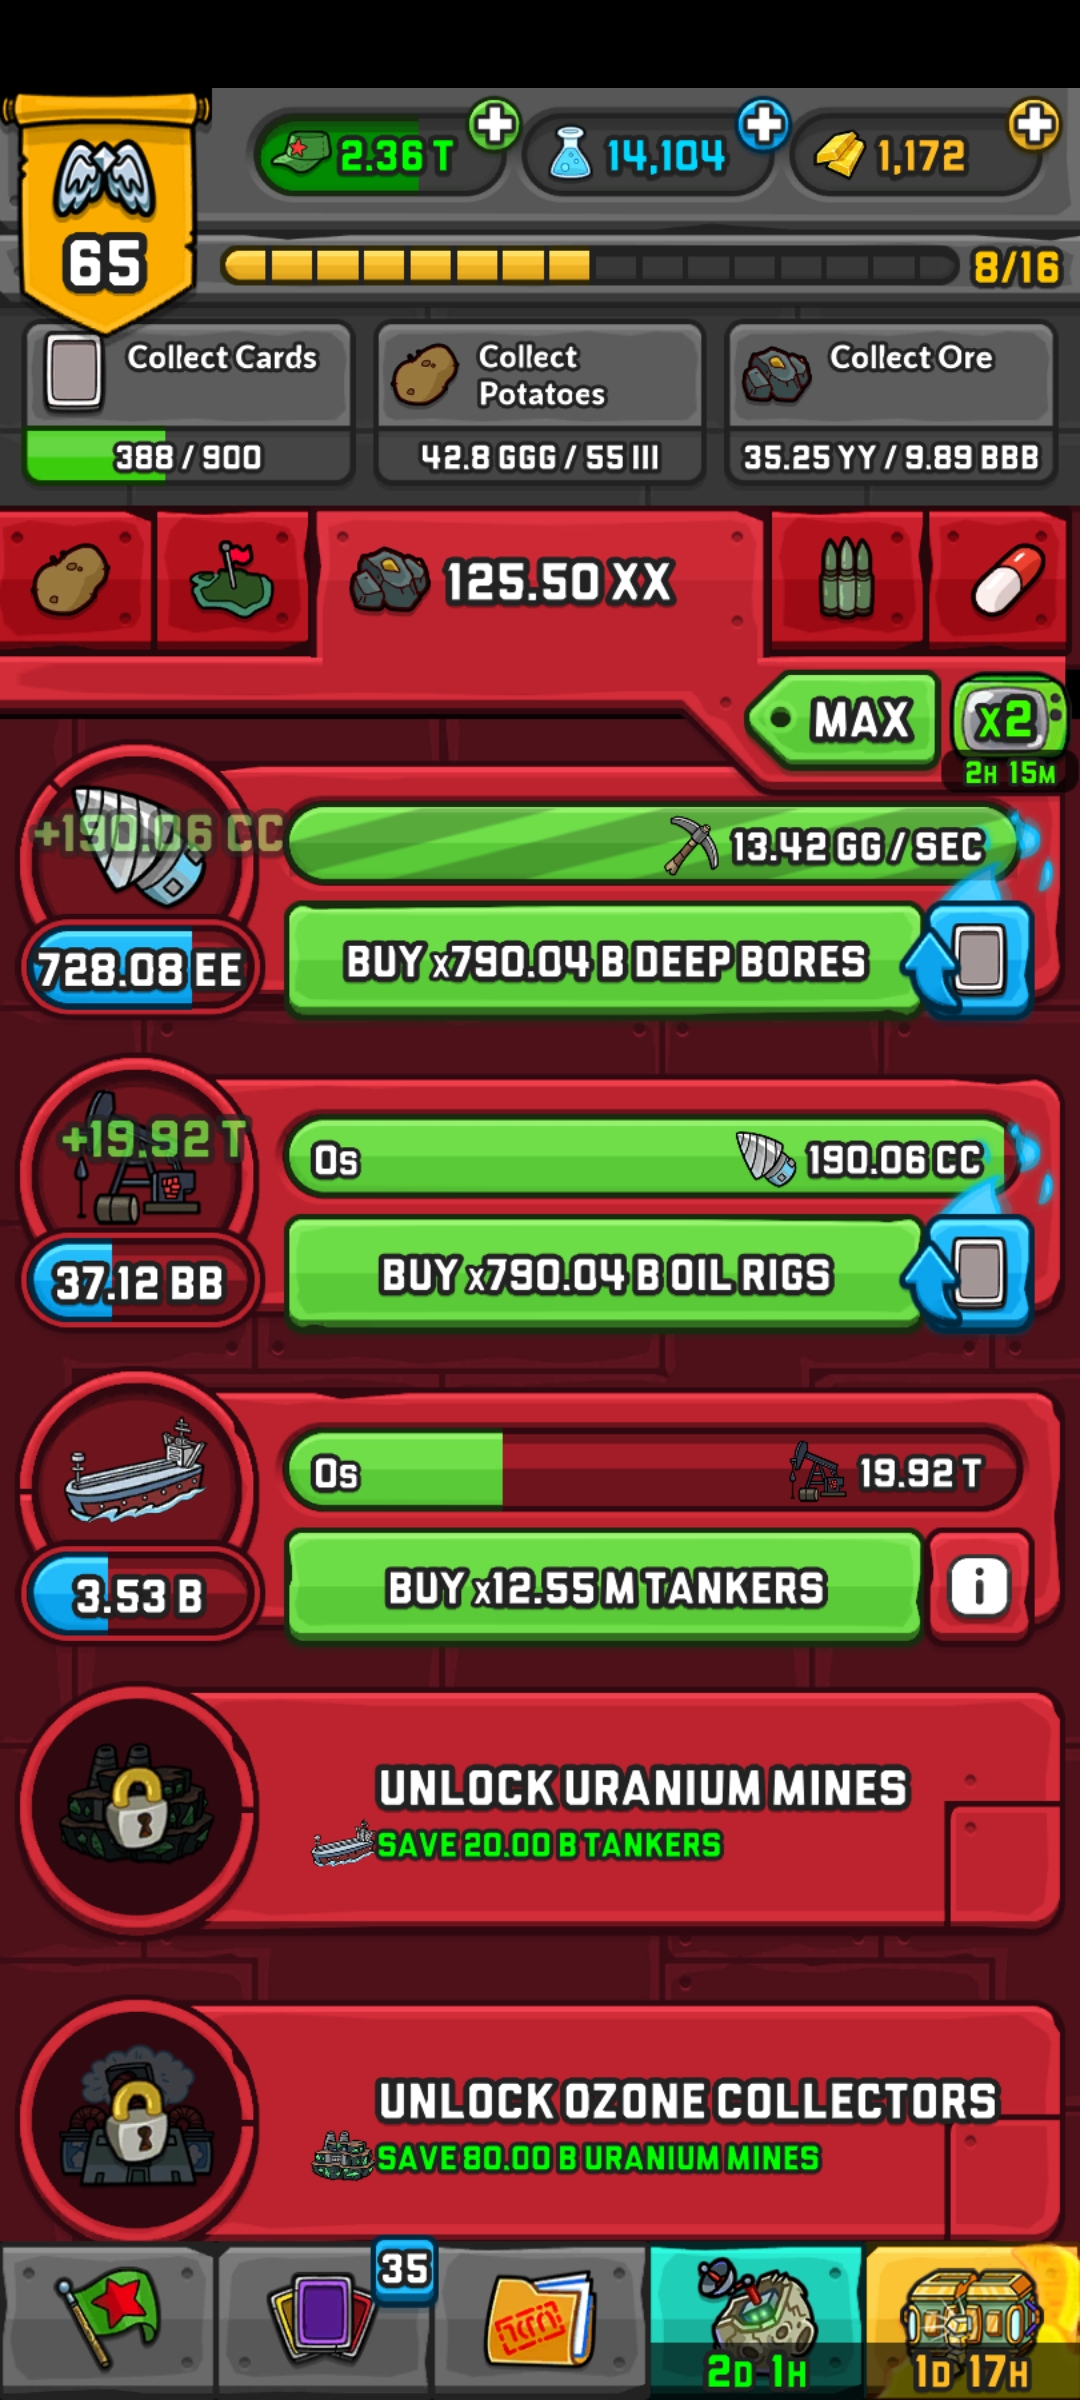 2.36 T
14,104
1,172
65
8/16
Collect Cards
388 / 900
Collect
Potatoes
42.8 GGG / 55 III
Collect Ore
35.25 YY / 9.89 BBB
125.50 XX
MAX
x2
2H 15M
+190.06 CC
13.42 GG / SEC
728.08 EE
BUY x790.04 B DEEP BORES
+19.92 T
0s
190.06 CC
37.12 BB
BUY x790.04 B OIL RIGS
0s
19.92 T
3.53 B
BUY x12.55 M TANKERS
i
UNLOCK URANIUM MINES
SAVE 20.00 B TANKERS
UNLOCK OZONE COLLECTORS
SAVE 80.00 B URANIUM MINES
35
2D 1H
1D 17H